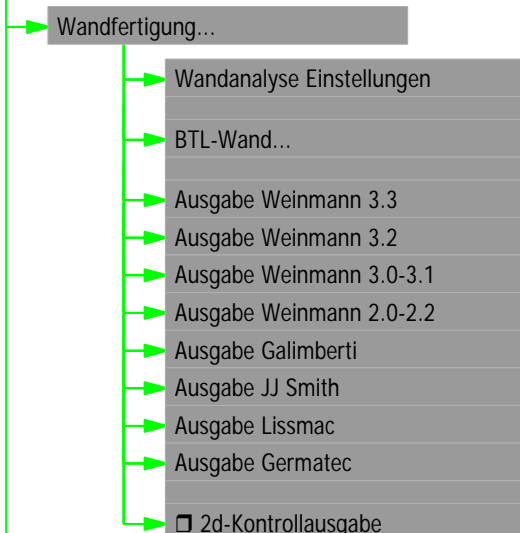 Wandfertigung...
Wandanalyse Einstellungen
BTL-Wand...
Ausgabe Weinmann 3.3
Ausgabe Weinmann 3.2
Ausgabe Weinmann 3.0-3.1
Ausgabe Weinmann 2.0-2.2
Ausgabe Galimberti
Ausgabe JJ Smith
Ausgabe Lissmac
Ausgabe Germatec
2d-Kontrollausgabe